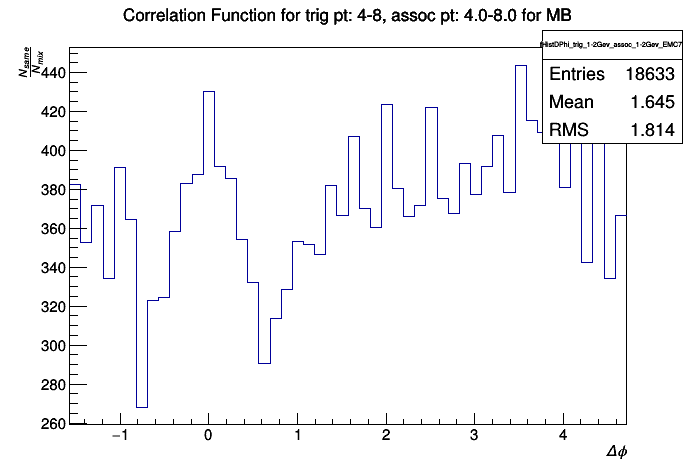 Correlation Function for trig pt: 4-8, assoc pt: 4.0-8.0 for MB
fHistDPhi_trig_1-2Gev_assoc_1-2Gev_EMC7
Entries 18633
Mean 1.645
RMS 1.814
N_same
N_mix
440
420
400
380
360
340
320
300
280
260
−1 0 1 2 3 4
Δϕ